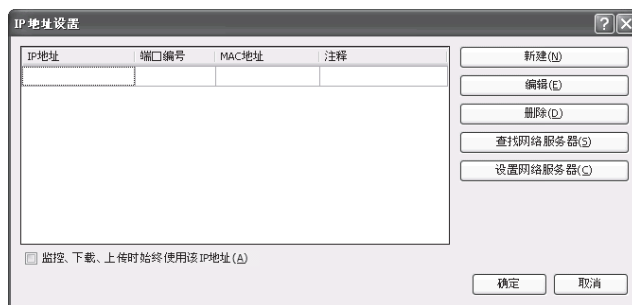 IP 地址设置
IP地址 端口编号 MAC地址 注释
新建(N)
编辑(E)
删除(D)
查找网络服务器(S)
设置网络服务器(C)
监控、下载、上传时始终使用该IP地址(A)
确定 取消